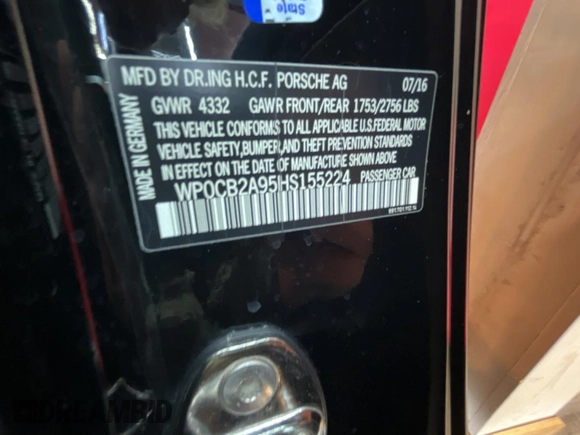 State
MFD BY DR.ING H.C.F. PORSCHE AG 07/16
GVWR 4332 GAWR FRONT/REAR 1753/2756 LBS
THIS VEHICLE CONFORMS TO ALL APPLICABLE U.S.FEDERAL MOTOR
VEHICLE SAFETY,BUMPER,AND THEFT PREVENTION STANDARDS
IN EFFECT ON THE DATE OF MANUFACTURE SHOWN ABOVE.
WP0CB2A95HS155224 PASSENGER CAR
MADE IN GERMANY
DREAMBID